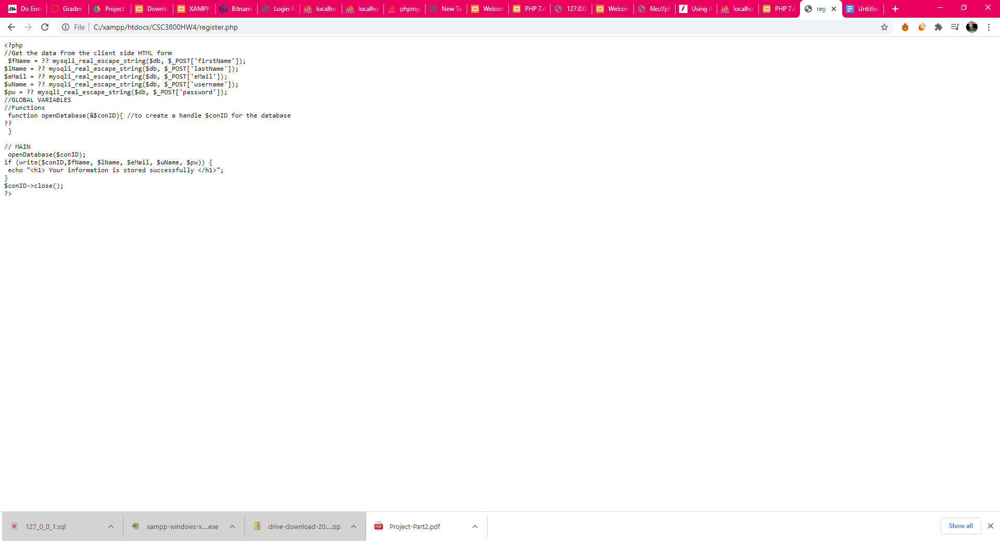 Do Ene
Grades
Project
Downlo
XAMPP
Bitnami
Login P
localho
localho
phpmy
New Ta
Welcom
PHP 7.4
127.0.0.
Welcom
file://ph
Using A
localho
PHP 7.4
regi
Untitled
File | C:/xampp/htdocs/CSC3800HW4/register.php
<?php
//Get the data from the client side HTML form
$fName = ?? mysqli_real_escape_string($db, $_POST['firstName']);
$lName = ?? mysqli_real_escape_string($db, $_POST['lastName']);
$eMail = ?? mysqli_real_escape_string($db, $_POST['eMail']);
$uName = ?? mysqli_real_escape_string($db, $_POST['username']);
$pw = ?? mysqli_real_escape_string($db, $_POST['password']);
//GLOBAL VARIABLES
//Functions
function openDatabase(&$conID){ //to create a handle $conID for the database
??
}
// MAIN
openDatabase($conID);
if (write($conID,$fName, $lName, $eMail, $uName, $pw)) {
echo "<h1> Your information is stored successfully </h1>";
}
$conID->close();
?>
127_0_0_1.sql
xampp-windows-x....exe
drive-download-20....zip
PDF
Project-Part2.pdf
Show all